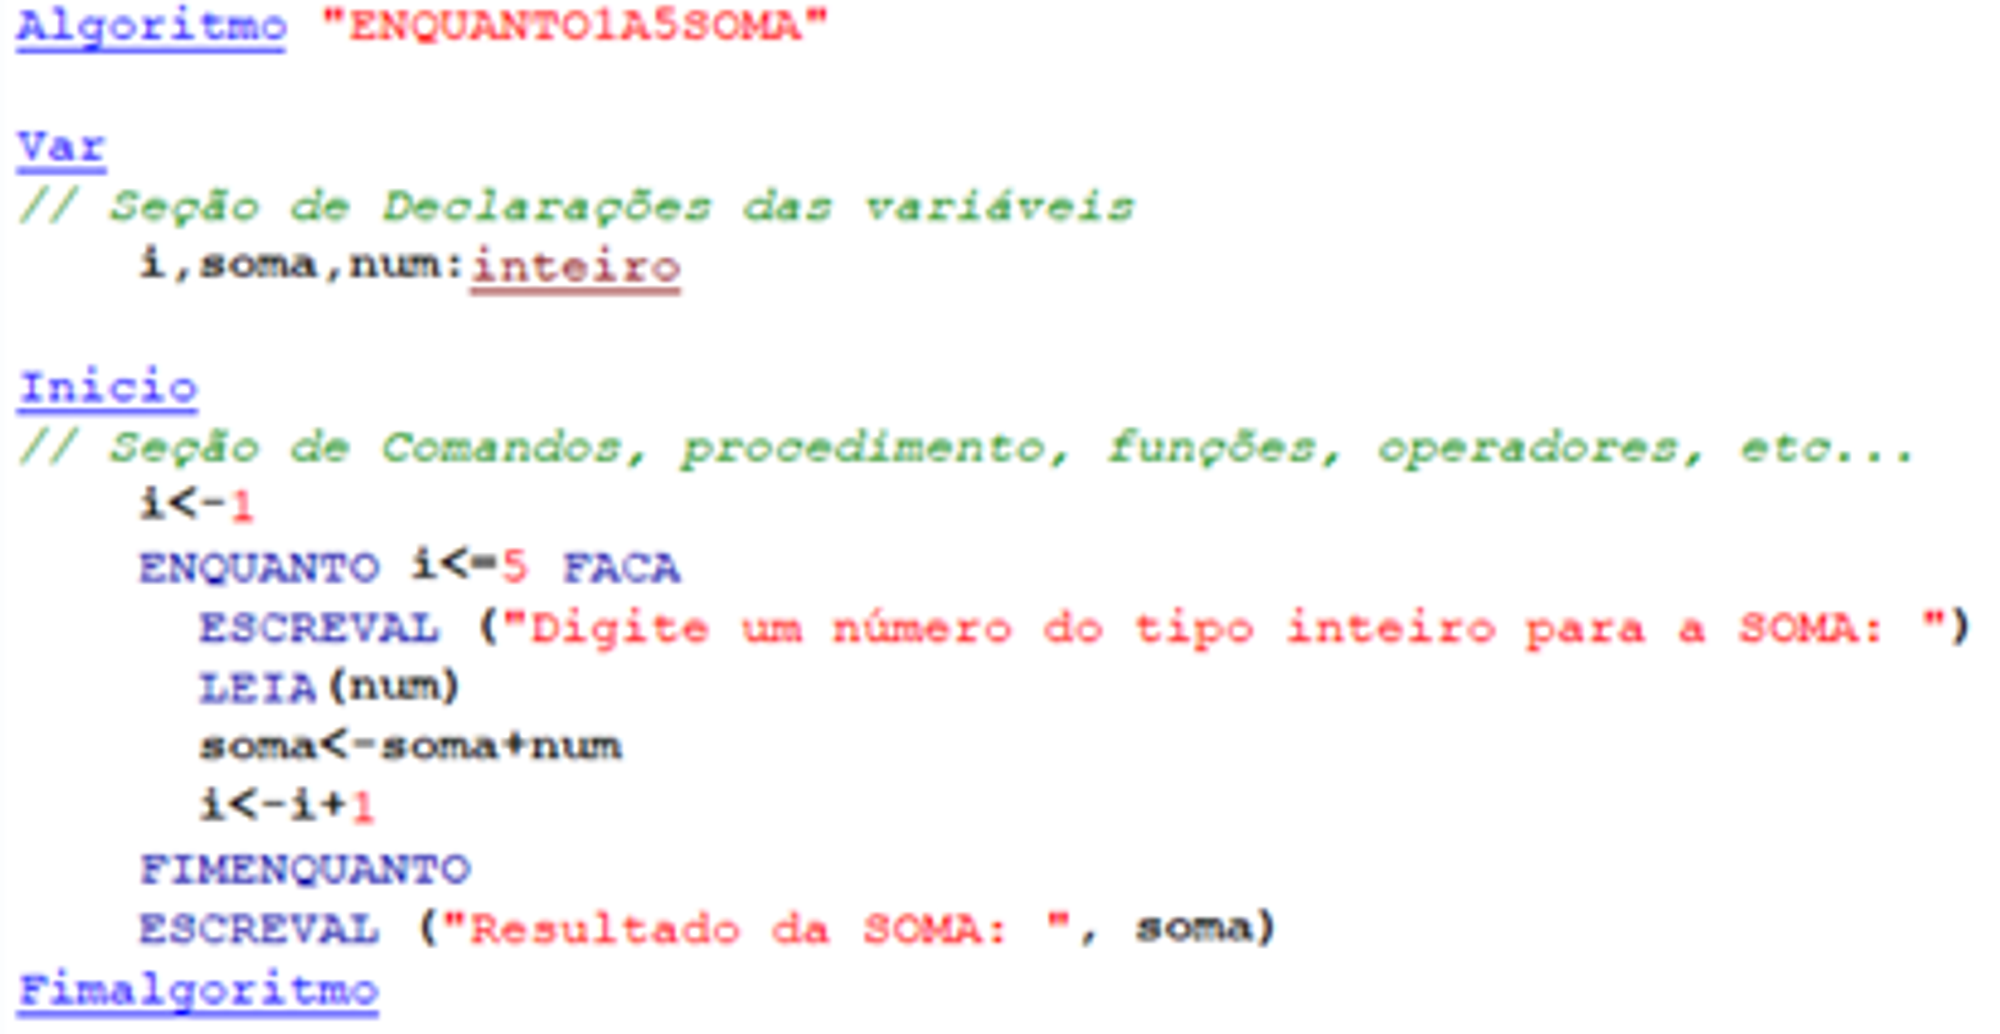 Algoritmo "ENQUANTO1A5SOMA"
Var
// Seção de Declarações das variáveis
i,soma,num:inteiro
Inicio
// Seção de Comandos, procedimento, funções, operadores, etc...
i<-1
ENQUANTO i<=5 FACA
ESCREVAL ("Digite um número do tipo inteiro para a SOMA: ")
LEIA(num)
soma<-soma+num
i<-i+1
FIMENQUANTO
ESCREVAL ("Resultado da SOMA: ", soma)
Fimalgoritmo